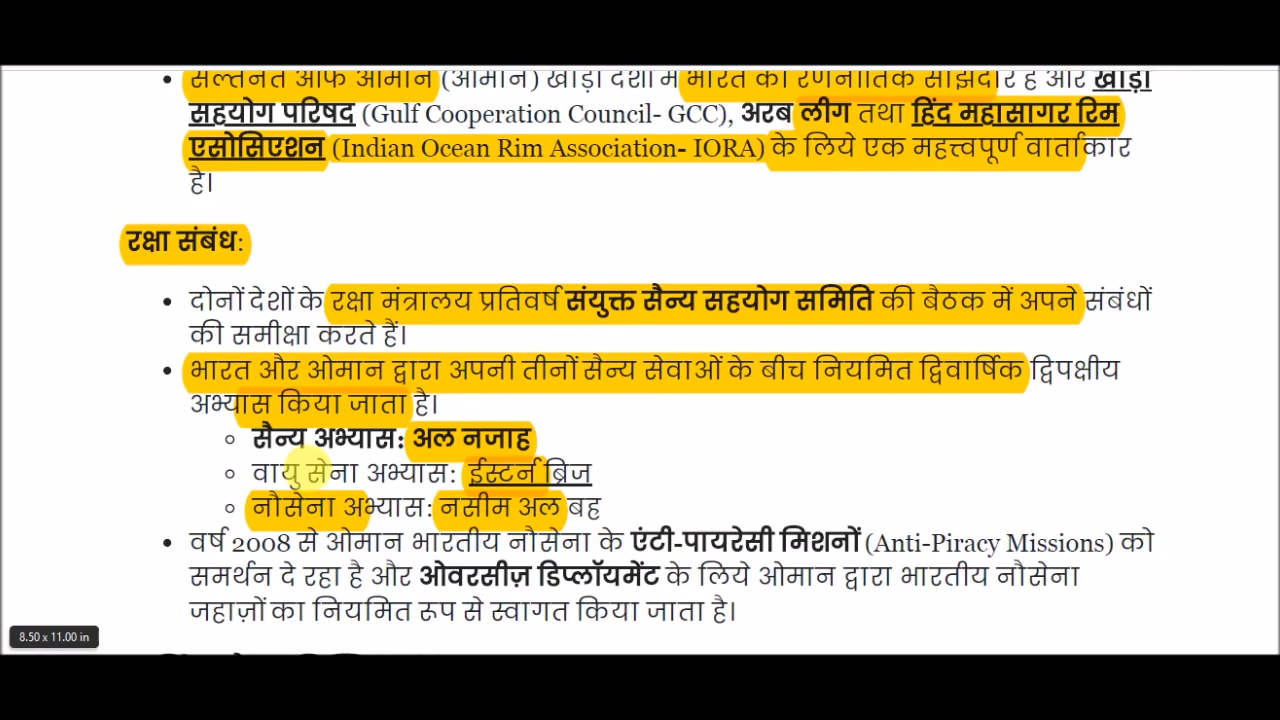 • सल्तनत ऑफ ओमान (ओमान) खाड़ी देशों में भारत का रणनीतिक साझेदार है और खाड़ी
सहयोग परिषद (Gulf Cooperation Council- GCC), अरब लीग तथा हिंद महासागर रिम
एसोसिएशन (Indian Ocean Rim Association- IORA) के लिये एक महत्त्वपूर्ण वार्ताकार
है।
रक्षा संबंध:
• दोनों देशों के रक्षा मंत्रालय प्रतिवर्ष संयुक्त सैन्य सहयोग समिति की बैठक में अपने संबंधों
की समीक्षा करते हैं।
• भारत और ओमान द्वारा अपनी तीनों सैन्य सेवाओं के बीच नियमित द्विवार्षिक द्विपक्षीय
अभ्यास किया जाता है।
○ सैन्य अभ्यास: अल नजाह
○ वायु सेना अभ्यास: ईस्टर्न ब्रिज
○ नौसेना अभ्यास: नसीम अल बह
• वर्ष 2008 से ओमान भारतीय नौसेना के एंटी-पायरेसी मिशनों (Anti-Piracy Missions) को
समर्थन दे रहा है और ओवरसीज़ डिप्लॉयमेंट के लिये ओमान द्वारा भारतीय नौसेना
जहाज़ों का नियमित रूप से स्वागत किया जाता है।
8.50 x 11.00 in